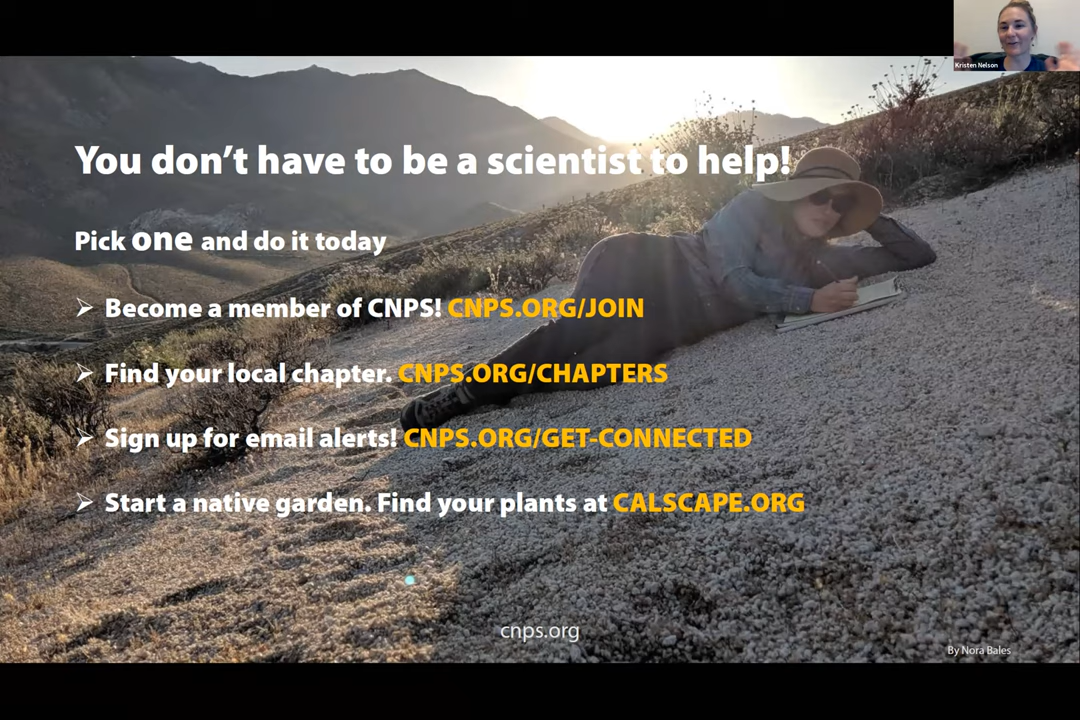 Kristen Nelson
You don't have to be a scientist to help!
Pick one and do it today
Become a member of CNPS! CNPS.ORG/JOIN
Find your local chapter. CNPS.ORG/CHAPTERS
Sign up for email alerts! CNPS.ORG/GET-CONNECTED
Start a native garden. Find your plants at CALSCAPE.ORG
cnps.org
By Nora Bales